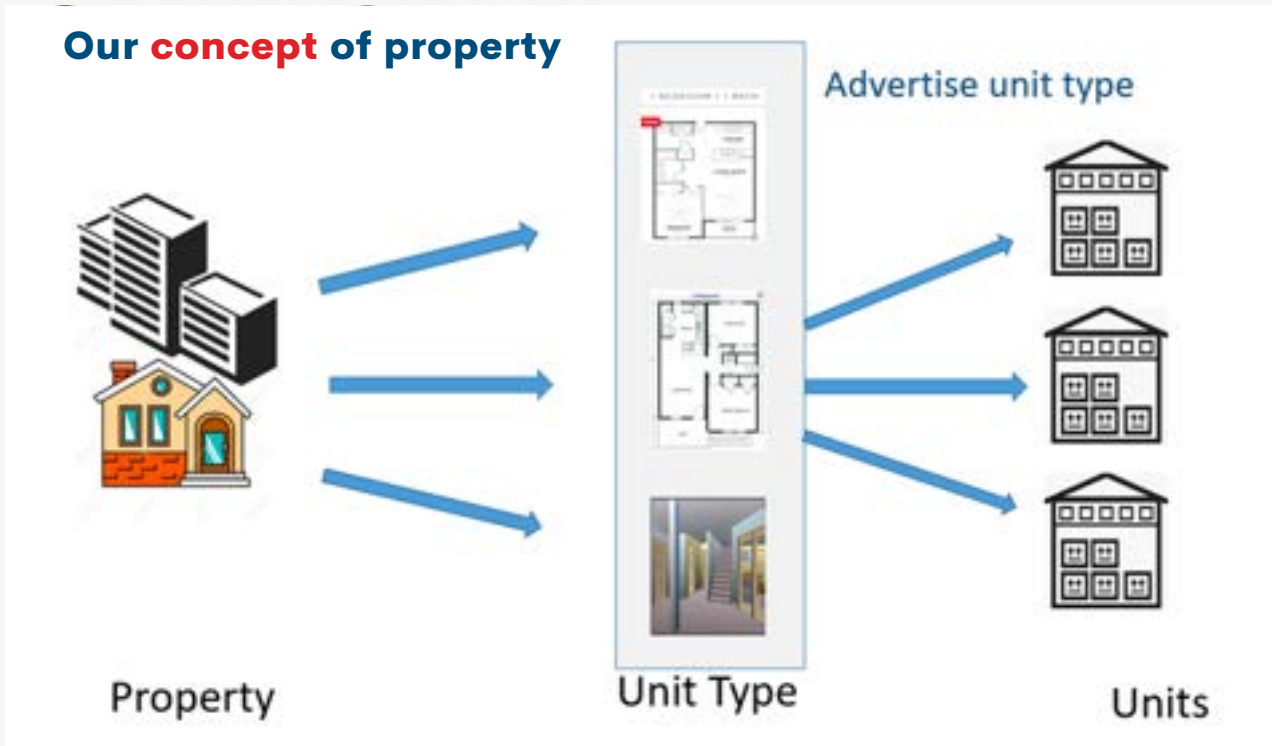 Our concept of property
Advertise unit type
Property
Unit Type
Units